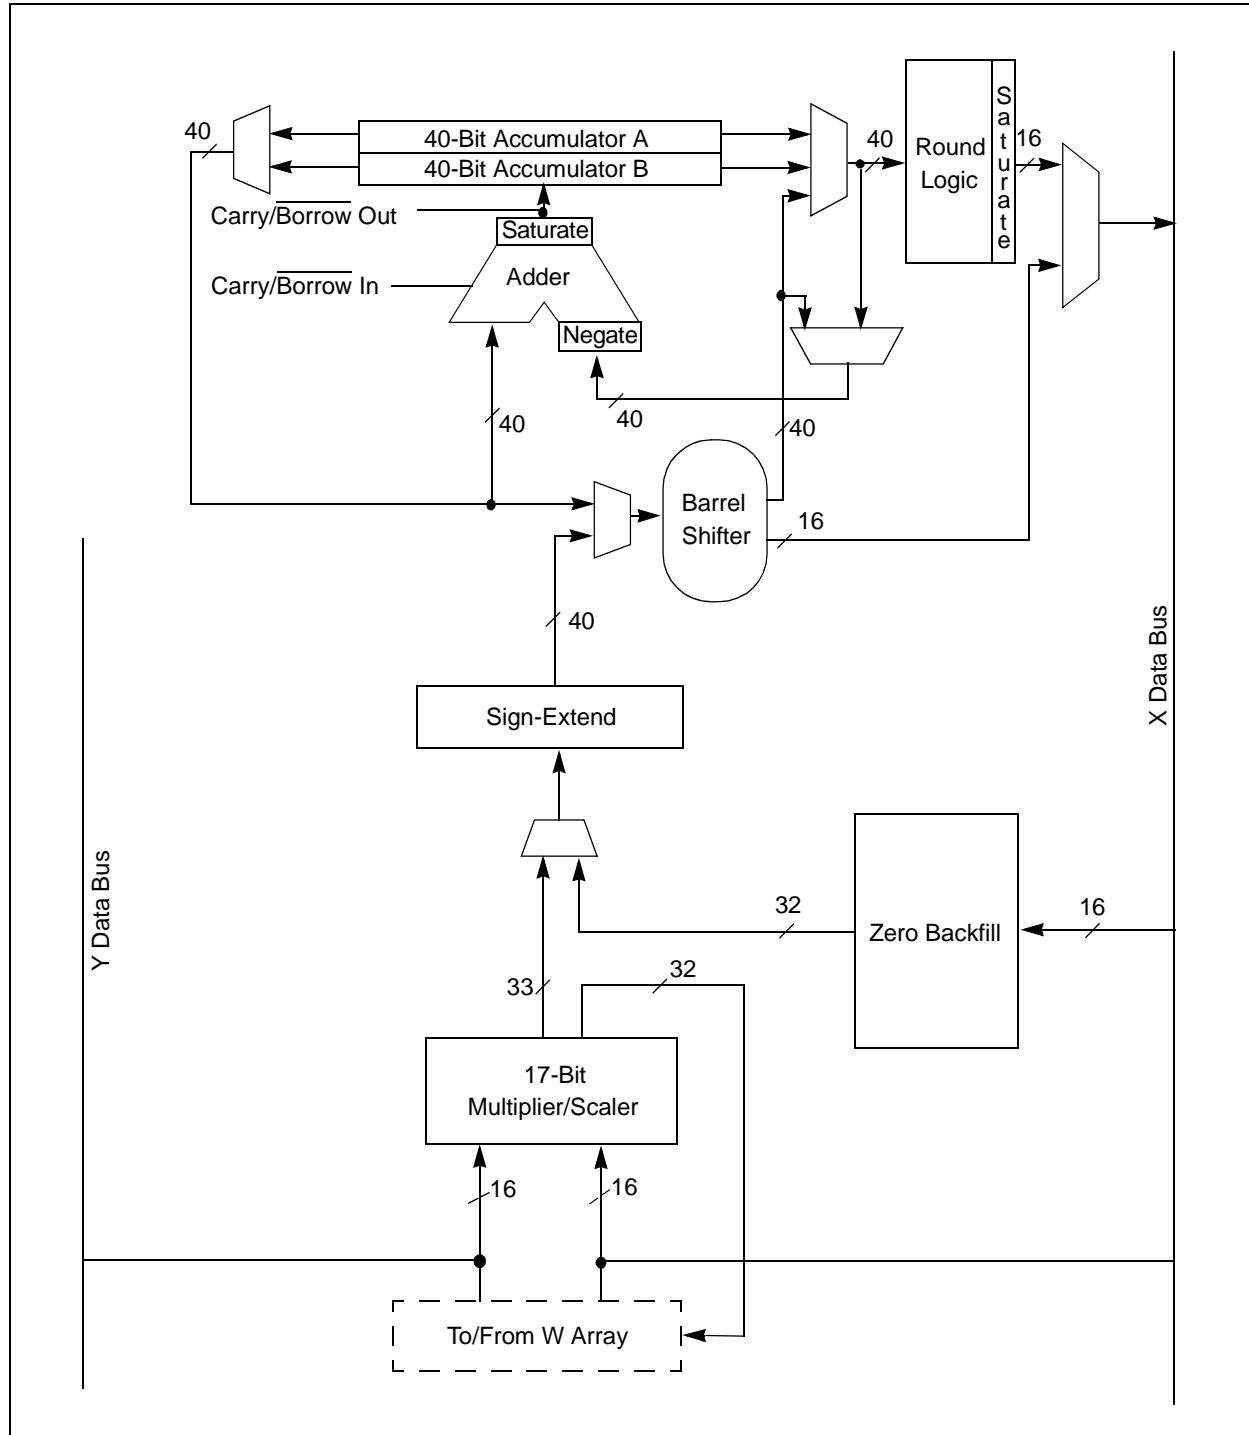 40
40-Bit Accumulator A
40-Bit Accumulator B
40
Round
Logic
Saturate
16
Carry/Borrow Out
Saturate
Carry/Borrow In
Adder
Negate
40
40
40
Barrel
Shifter
16
40
X Data Bus
Sign-Extend
Y Data Bus
32
Zero Backfill
16
33
32
17-Bit
Multiplier/Scaler
16
16
To/From W Array